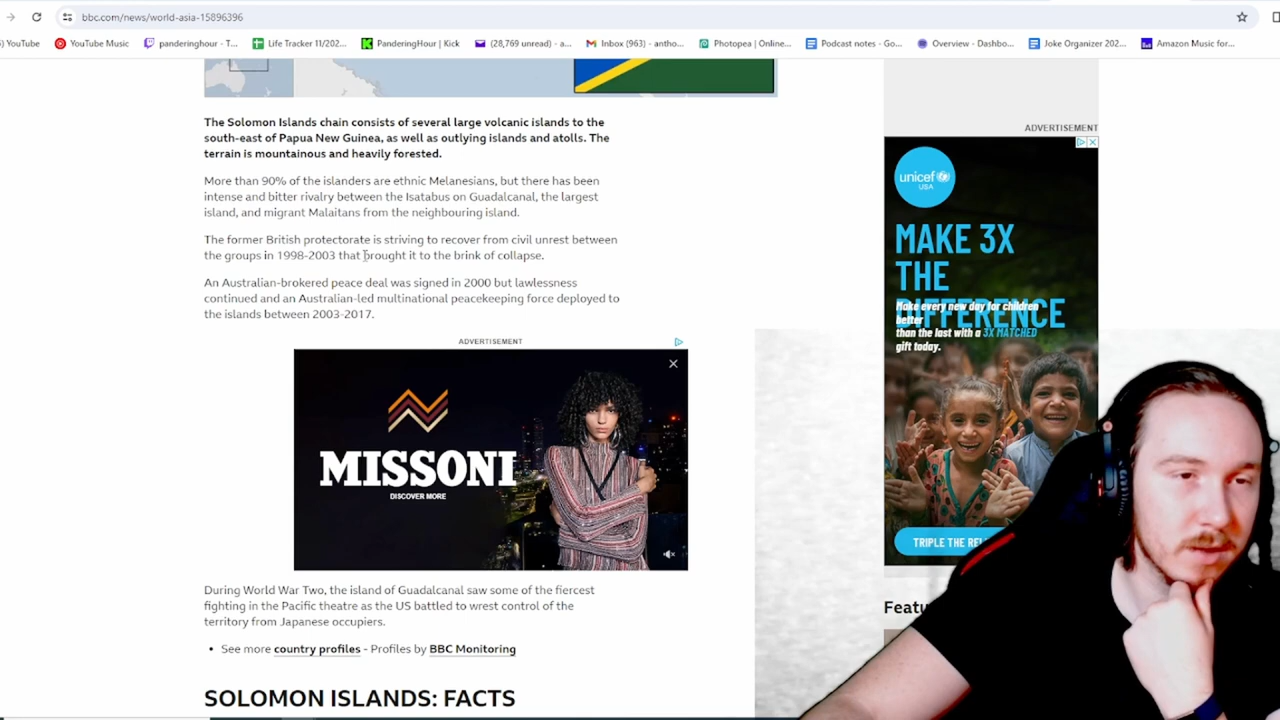 bbc.com/news/world-asia-15896396
YouTube
YouTube Music
panderinghour - T...
Life Tracker 11/202...
PanderingHour | Kick
(28,769 unread) - a...
Inbox (963) - antho...
Photopea | Online...
Podcast notes - Go...
Overview - Dashbo...
Joke Organizer 202...
Amazon Music for...
The Solomon Islands chain consists of several large volcanic islands to the
south-east of Papua New Guinea, as well as outlying islands and atolls. The
terrain is mountainous and heavily forested.
More than 90% of the islanders are ethnic Melanesians, but there has been
intense and bitter rivalry between the Isatabus on Guadalcanal, the largest
island, and migrant Malaitans from the neighbouring island.
The former British protectorate is striving to recover from civil unrest between
the groups in 1998-2003 that brought it to the brink of collapse.
An Australian-brokered peace deal was signed in 2000 but lawlessness
continued and an Australian-led multinational peacekeeping force deployed to
the islands between 2003-2017.
ADVERTISEMENT
MISSONI
DISCOVER MORE
During World War Two, the island of Guadalcanal saw some of the fiercest
fighting in the Pacific theatre as the US battled to wrest control of the
territory from Japanese occupiers.
• See more country profiles - Profiles by BBC Monitoring
SOLOMON ISLANDS: FACTS
ADVERTISEMENT
unicef
USA
MAKE 3X
THE
DIFFERENCE
Make every new day for children
better
than the last with a 3X MATCHED
gift today.
TRIPLE THE REL
Featu